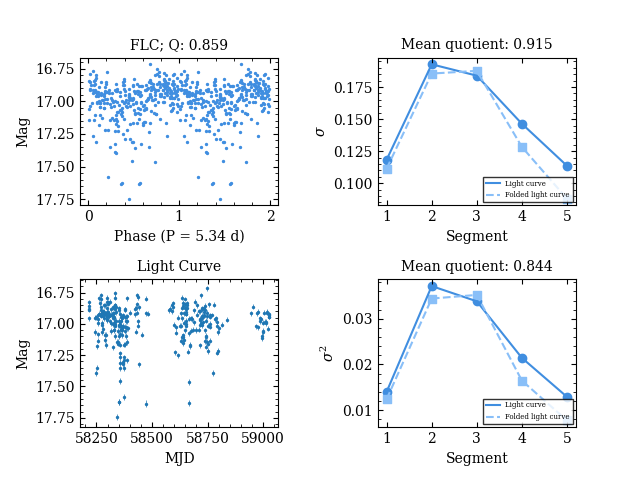 FLC; Q: 0.859
Mag
16.75
17.00
17.25
17.50
17.75
0
1
2
Phase (P = 5.34 d)
Mean quotient: 0.915
σ
0.175
0.150
0.125
0.100
Light curve
Folded light curve
1
2
3
4
5
Segment
Light Curve
Mag
16.75
17.00
17.25
17.50
17.75
58250
58500
58750
59000
MJD
Mean quotient: 0.844
σ²
0.03
0.02
0.01
Light curve
Folded light curve
1
2
3
4
5
Segment